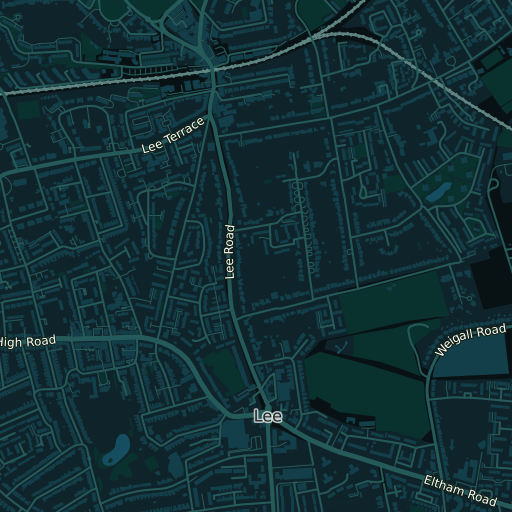 Lee Terrace
Lee Road
High Road
Weigall Road
Lee
Eltham Road